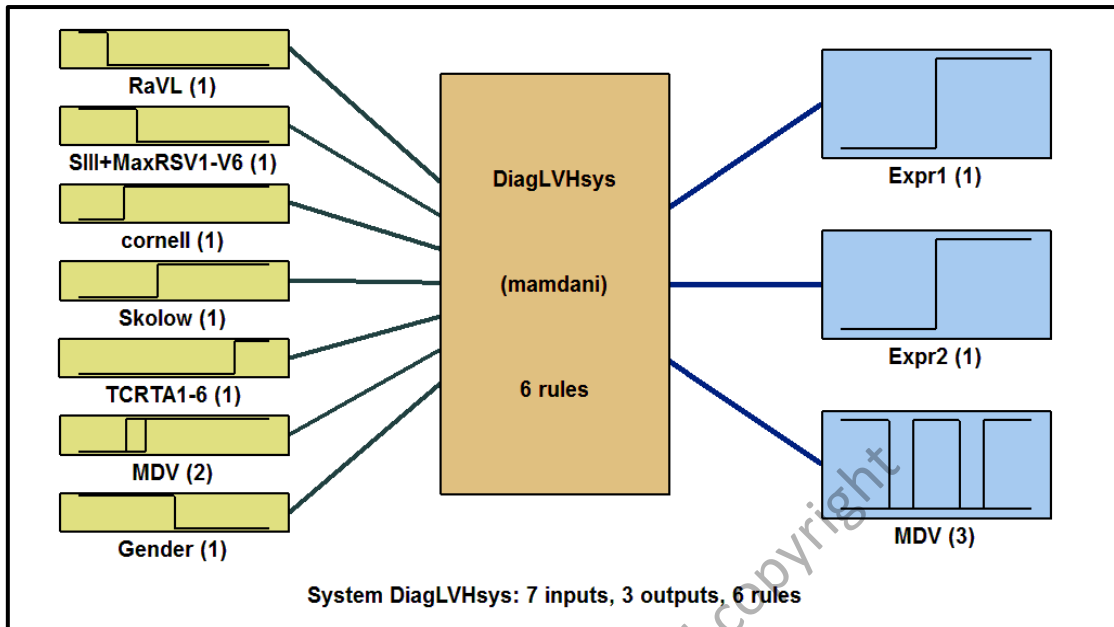 RaVL (1)
SIII+MaxRSV1-V6 (1)
cornell (1)
Skolow (1)
TCRTA1-6 (1)
MDV (2)
Gender (1)
DiagLVHsys
(mamdani)
6 rules
Expr1 (1)
Expr2 (1)
MDV (3)
System DiagLVHsys: 7 inputs, 3 outputs, 6 rules
copyright